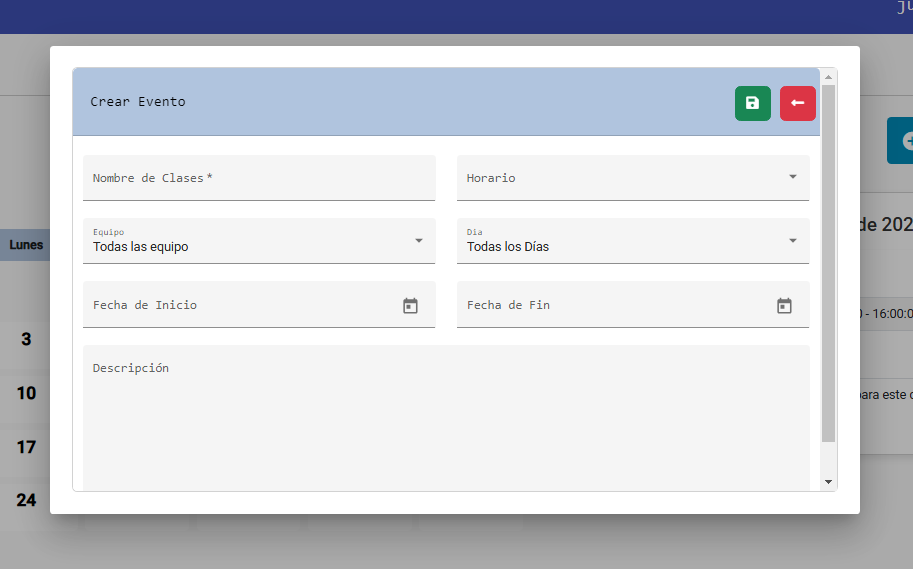 Crear Evento
Nombre de Clases *
Horario
Equipo
Todas las equipo
Dia
Todas los Días
Fecha de Inicio
Fecha de Fin
Descripción
Lunes
3
10
17
24
de 202
- 16:00:0
para este